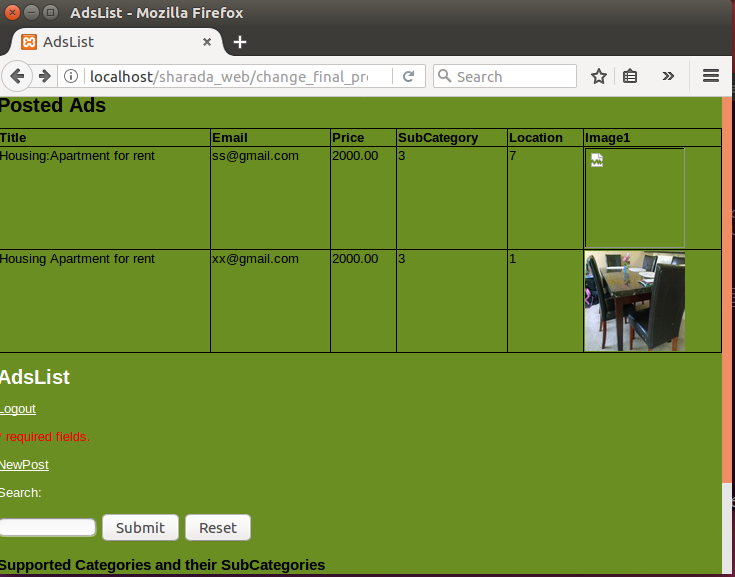 AdsList - Mozilla Firefox
AdsList
localhost/sharada_web/change_final_pr
Search
Posted Ads
Title Email Price SubCategory Location Image1
Housing:Apartment for rent ss@gmail.com 2000.00 3 7
Housing Apartment for rent xx@gmail.com 2000.00 3 1
AdsList
Logout
* required fields.
NewPost
Search:
Submit Reset
Supported Categories and their SubCategories